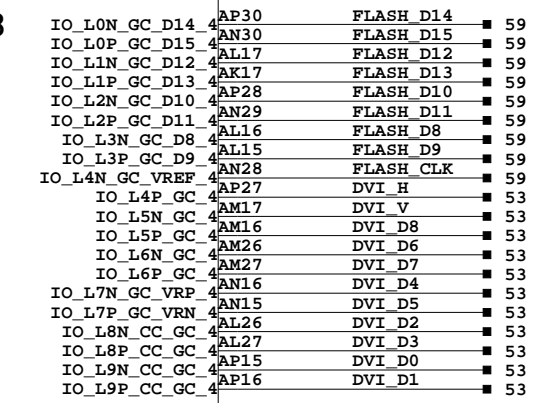 IO_L0N_GC_D14_4 AP30 FLASH_D14 59
IO_L0P_GC_D15_4 AN30 FLASH_D15 59
IO_L1N_GC_D12_4 AL17 FLASH_D12 59
IO_L1P_GC_D13_4 AK17 FLASH_D13 59
IO_L2N_GC_D10_4 AP28 FLASH_D10 59
IO_L2P_GC_D11_4 AN29 FLASH_D11 59
IO_L3N_GC_D8_4 AL16 FLASH_D8 59
IO_L3P_GC_D9_4 AL15 FLASH_D9 59
IO_L4N_GC_VREF_4 AN28 FLASH_CLK 59
IO_L4P_GC_4 AP27 DVI_H 53
IO_L5N_GC_4 AM17 DVI_V 53
IO_L5P_GC_4 AM16 DVI_D8 53
IO_L6N_GC_4 AM26 DVI_D6 53
IO_L6P_GC_4 AM27 DVI_D7 53
IO_L7N_GC_VRP_4 AN16 DVI_D4 53
IO_L7P_GC_VRN_4 AN15 DVI_D5 53
IO_L8N_CC_GC_4 AL26 DVI_D2 53
IO_L8P_CC_GC_4 AL27 DVI_D3 53
IO_L9N_CC_GC_4 AP15 DVI_D0 53
IO_L9P_CC_GC_4 AP16 DVI_D1 53